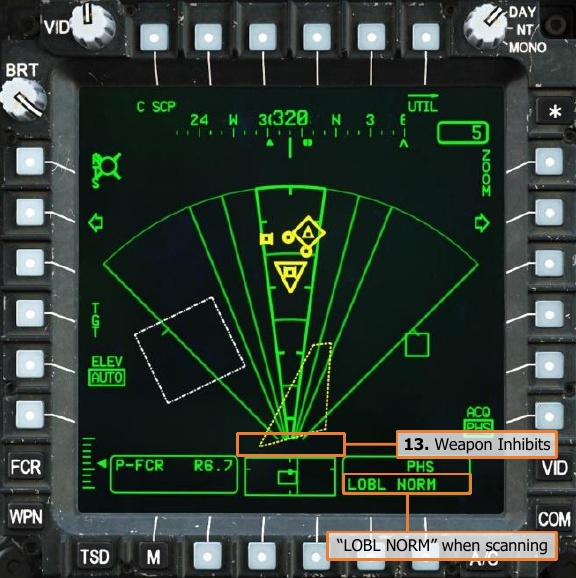 VID
DAY
NT
MONO
BRT
C SCP
UTIL
24 W 30 320 N 3
5
*
ZOOM
TGT
ELEV
AUTO
ACQ
PHS
13. Weapon Inhibits
P-FCR R6.7
PHS
LOBL NORM
FCR
VID
WPN
COM
“LOBL NORM” when scanning
TSD
M
A/C